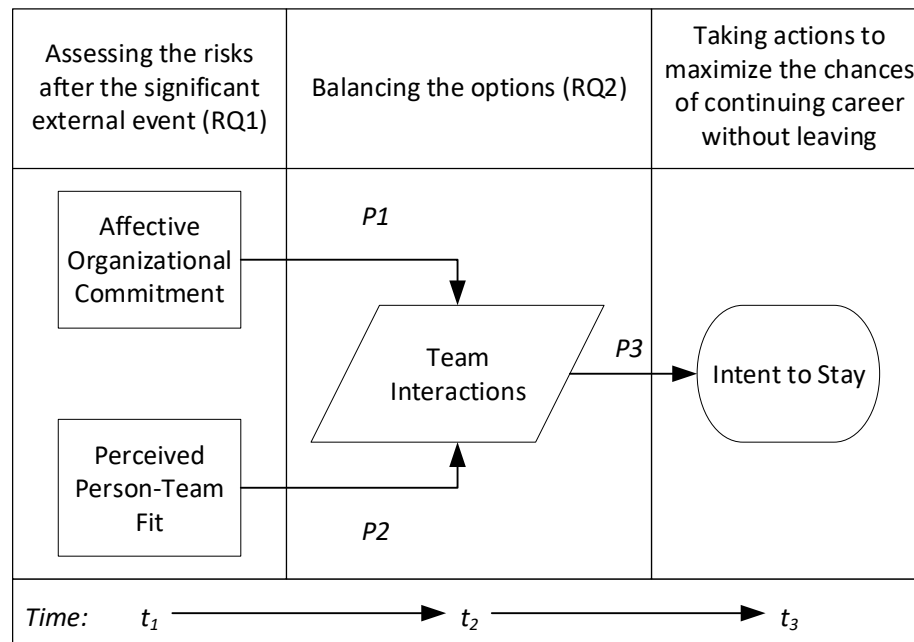 Assessing the risks
after the significant
external event (RQ1)
Balancing the options (RQ2)
Taking actions to
maximize the chances
of continuing career
without leaving
Affective
Organizational
Commitment
P1
Team
Interactions
P3
Intent to Stay
Perceived
Person-Team
Fit
P2
Time: t1 t2 t3